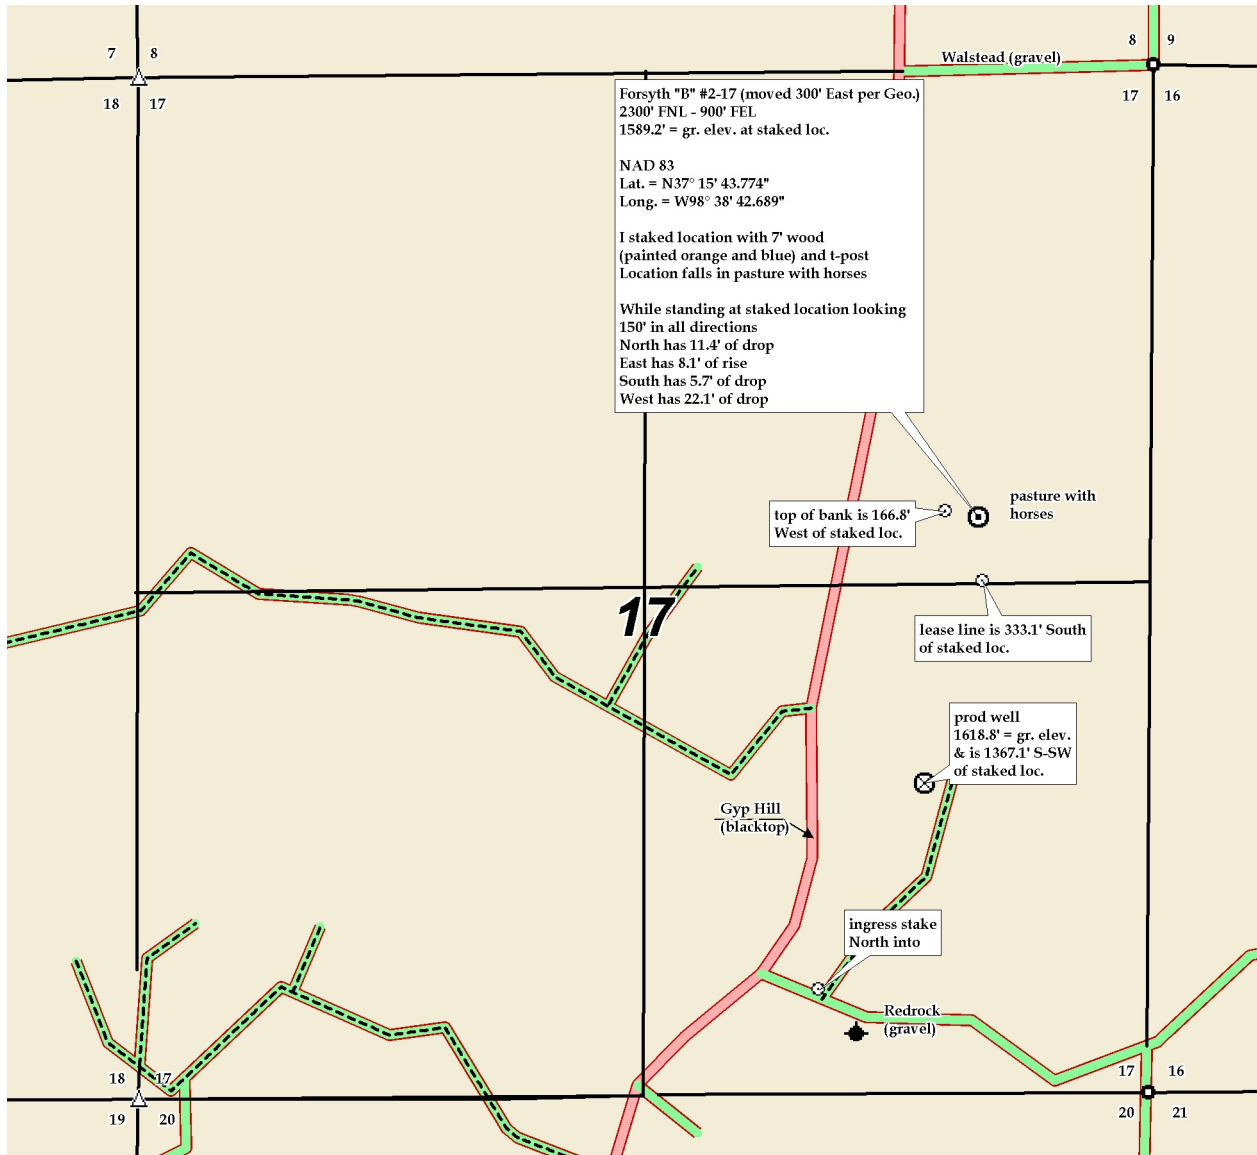 7 8
18 17
8 9
17 16
Walstead (gravel)
Forsyth "B" #2-17 (moved 300' East per Geo.)
2300' FNL - 900' FEL
1589.2' = gr. elev. at staked loc.
NAD 83
Lat. = N37° 15' 43.774"
Long. = W98° 38' 42.689"
I staked location with 7' wood
(painted orange and blue) and t-post
Location falls in pasture with horses
While standing at staked location looking
150' in all directions
North has 11.4' of drop
East has 8.1' of rise
South has 5.7' of drop
West has 22.1' of drop
pasture with
horses
top of bank is 166.8'
West of staked loc.
17
lease line is 333.1' South
of staked loc.
prod well
1618.8' = gr. elev.
& is 1367.1' S-SW
of staked loc.
Gyp Hill
(blacktop)
ingress stake
North into
Redrock
(gravel)
18 17
19 20
17 16
20 21